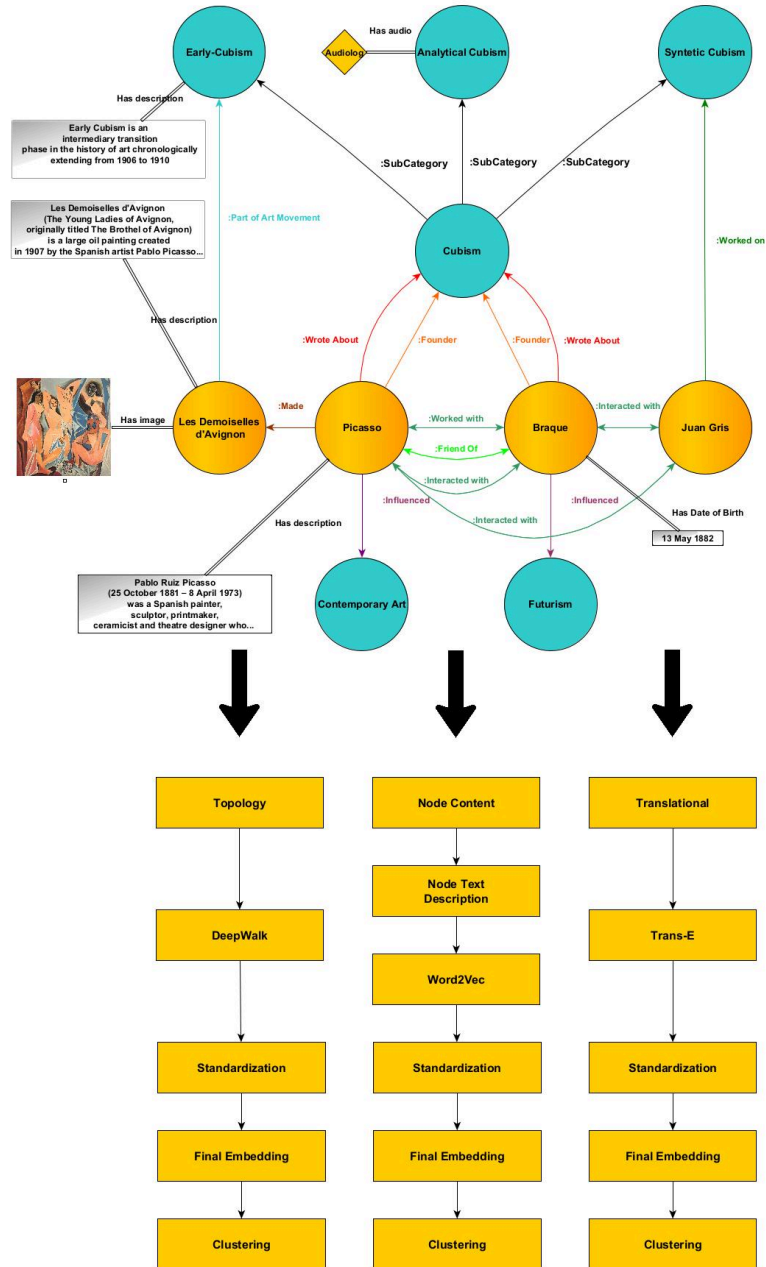 Has audio
Early-Cubism
Audiolog
Analytical Cubism
Syntetic Cubism
Has description
Early Cubism is an
intermediary transition
phase in the history of art chronologically
extending from 1906 to 1910
:SubCategory
:SubCategory
:SubCategory
Les Demoiselles d'Avignon
(The Young Ladies of Avignon,
originally titled The Brothel of Avignon)
is a large oil painting created
in 1907 by the Spanish artist Pablo Picasso...
:Part of Art Movement
Cubism
:Worked on
Has description
:Wrote About
:Founder
:Founder
:Wrote About
Has image
Les Demoiselles
d'Avignon
:Made
Picasso
:Worked with
Braque
:Interacted with
Juan Gris
:Friend Of
:Interacted with
:Influenced
:Influenced
Has description
:Interacted with
Has Date of Birth
13 May 1882
Pablo Ruiz Picasso
(25 October 1881 – 8 April 1973)
was a Spanish painter,
sculptor, printmaker,
ceramicist and theatre designer who...
Contemporary Art
Futurism
Topology
Node Content
Translational
Node Text
Description
DeepWalk
Trans-E
Word2Vec
Standardization
Standardization
Standardization
Final Embedding
Final Embedding
Final Embedding
Clustering
Clustering
Clustering